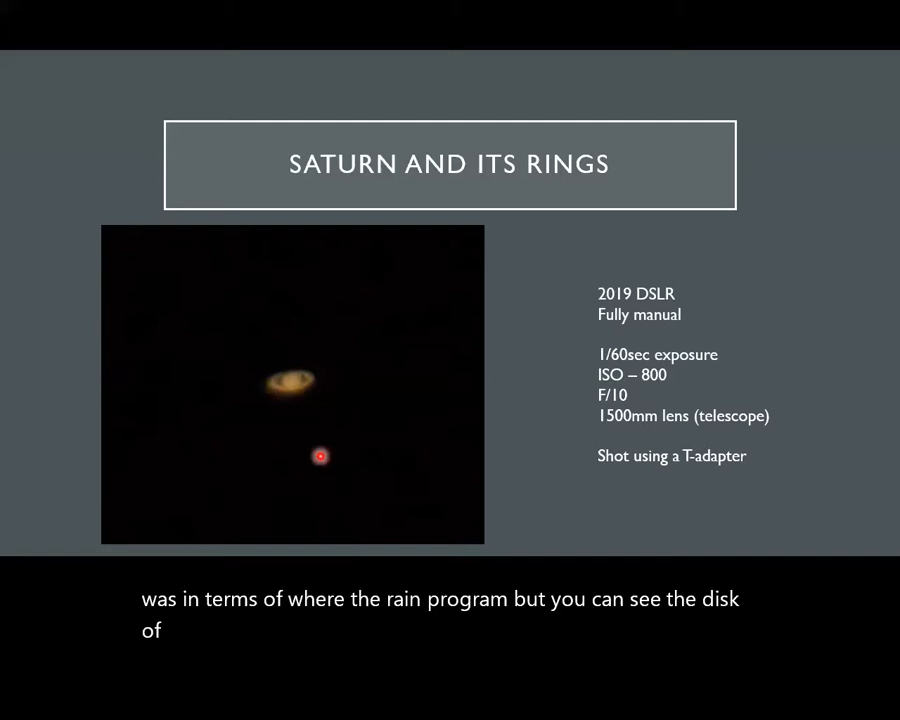 SATURN AND ITS RINGS
2019 DSLR
Fully manual
1/60sec exposure
ISO – 800
F/10
1500mm lens (telescope)
Shot using a T-adapter
was in terms of where the rain program but you can see the disk
of